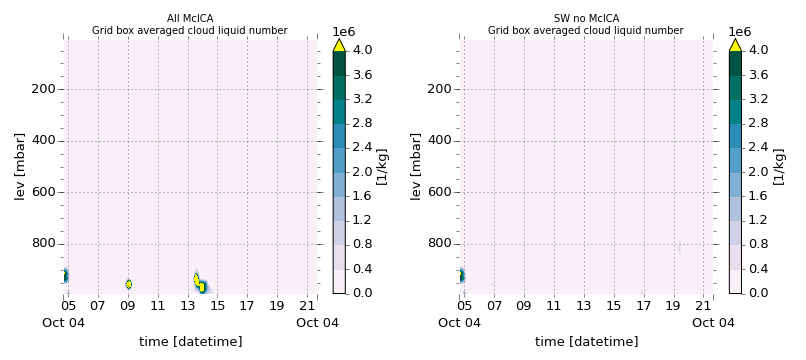 All McICA
Grid box averaged cloud liquid number
1e6
4.0
3.6
3.2
2.8
2.4
2.0
1.6
1.2
0.8
0.4
0.0
[1/kg]
lev [mbar]
200
400
600
800
05 07 09 11 13 15 17 19 21
Oct 04 Oct 04
time [datetime]
SW no McICA
Grid box averaged cloud liquid number
1e6
4.0
3.6
3.2
2.8
2.4
2.0
1.6
1.2
0.8
0.4
0.0
[1/kg]
lev [mbar]
200
400
600
800
05 07 09 11 13 15 17 19 21
Oct 04 Oct 04
time [datetime]